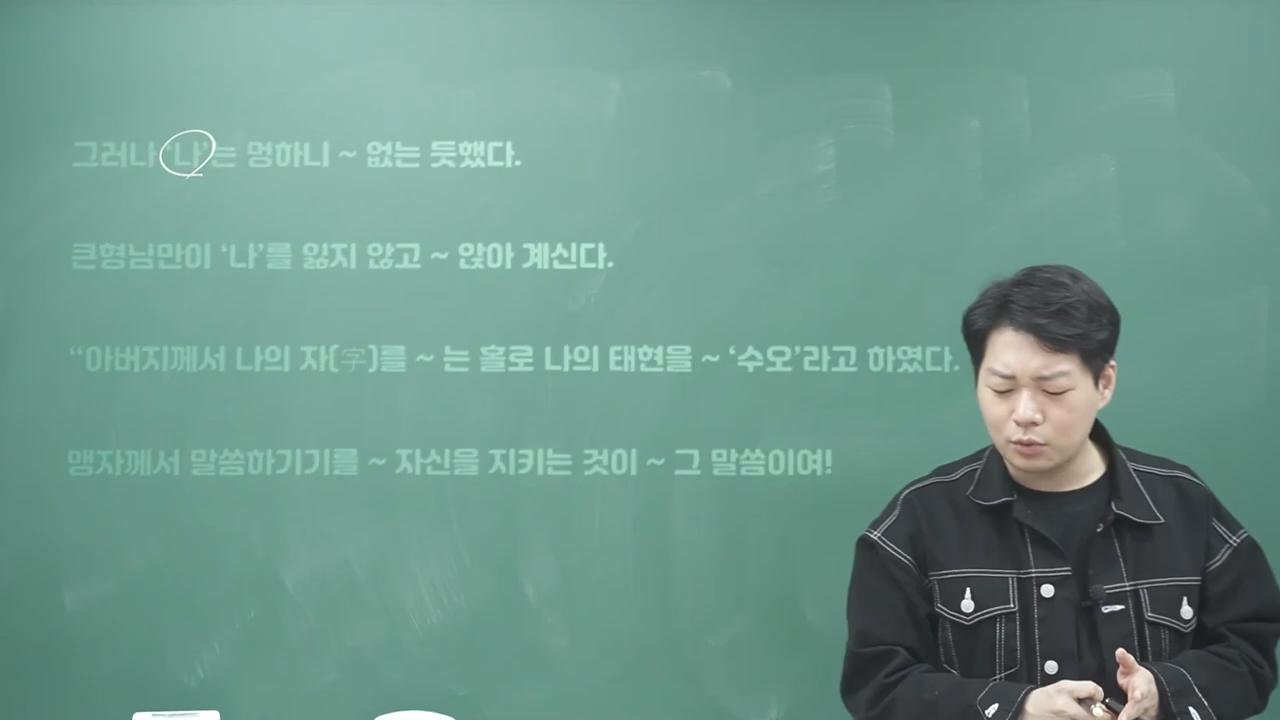 그러나 ‘나’는 멍하니 ~ 없는 듯했다.
큰형님만이 ‘나’를 잃지 않고 ~ 앉아 계신다.
“아버지께서 나의 자(字)를 ~ 는 홀로 나의 태현을 ~ ‘수오’라고 하였다.
맹자께서 말씀하기기를 ~ 자신을 지키는 것이 ~ 그 말씀이여!